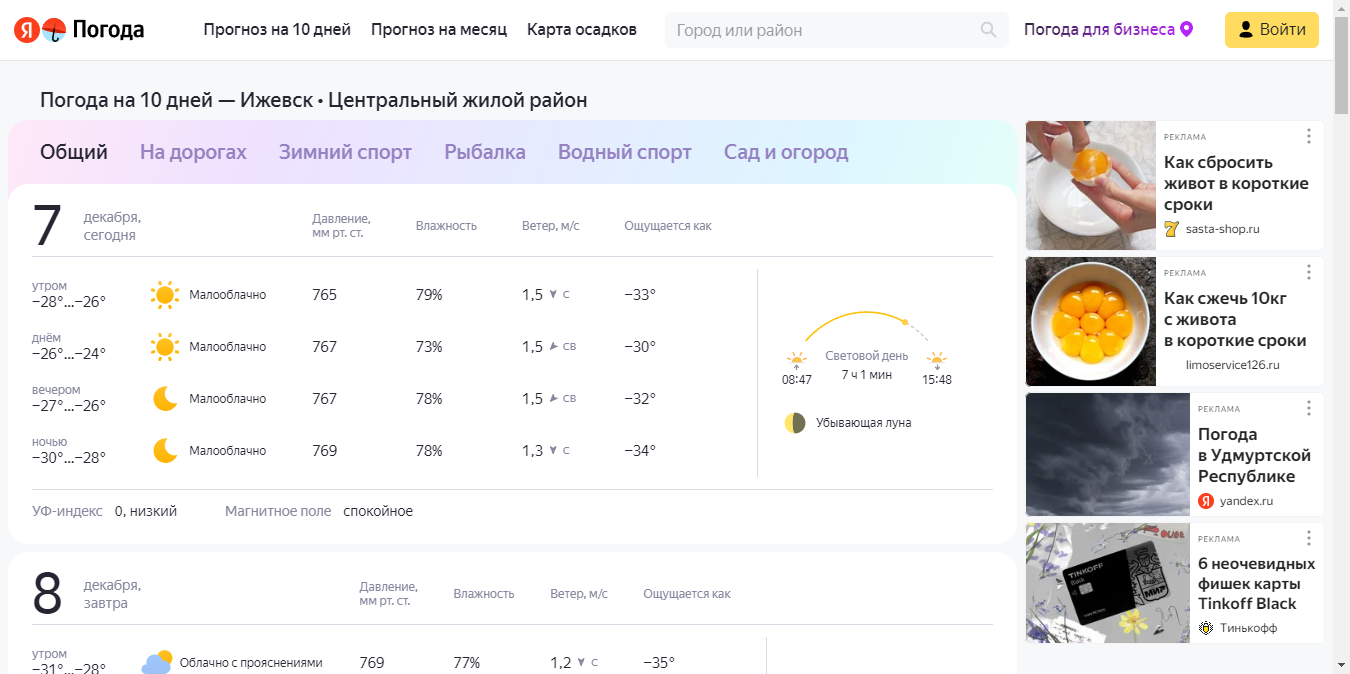 Я Погода
Прогноз на 10 дней Прогноз на месяц Карта осадков
Город или район
Погода для бизнеса
Войти
Погода на 10 дней — Ижевск • Центральный жилой район
Общий На дорогах Зимний спорт Рыбалка Водный спорт Сад и огород
7 декабря, сегодня
Давление, мм рт. ст. Влажность Ветер, м/с Ощущается как
утром
−28°...−26° Малооблачно 765 79% 1,5 С −33°
днём
−26°...−24° Малооблачно 767 73% 1,5 СВ −30°
вечером
−27°...−26° Малооблачно 767 78% 1,5 СВ −32°
ночью
−30°...−28° Малооблачно 769 78% 1,3 С −34°
Световой день
7 ч 1 мин
08:47 15:48
Убывающая луна
УФ-индекс 0, низкий Магнитное поле спокойное
8 декабря, завтра
Давление, мм рт. ст. Влажность Ветер, м/с Ощущается как
утром
−31°...−28° Облачно с прояснениями 769 77% 1,2 С −35°
РЕКЛАМА
Как сбросить
живот в короткие
сроки
7 sasta-shop.ru
РЕКЛАМА
Как сжечь 10кг
с живота
в короткие сроки
limoservice126.ru
РЕКЛАМА
Погода
в Удмуртской
Республике
Я yandex.ru
TINKOFF
Black
МИР
РЕКЛАМА
6 неочевидных
фишек карты
Tinkoff Black
Тинькофф